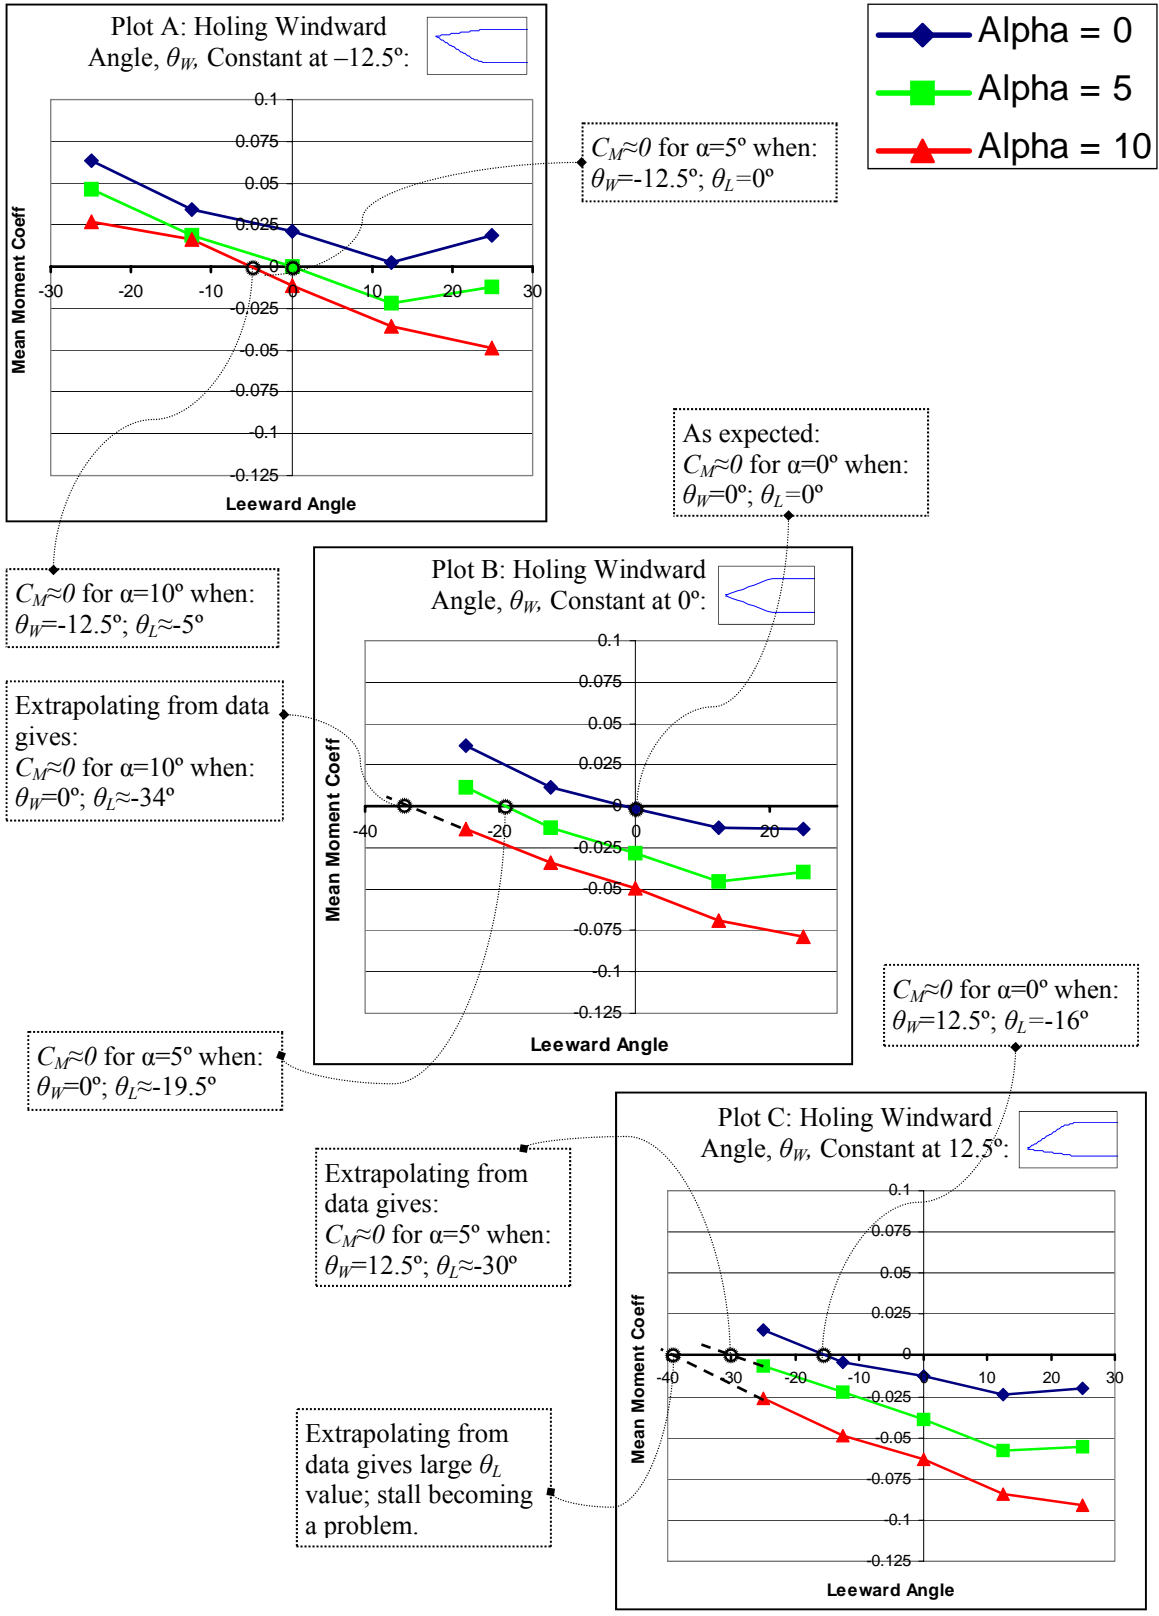 Plot A: Holing Windward
Angle, θW, Constant at –12.5º:
0.1
0.075
0.05
0.025
0
-0.025
-0.05
-0.075
-0.1
-0.125
-30
-20
-10
0
10
20
30
Mean Moment Coeff
Leeward Angle
Alpha = 0
Alpha = 5
Alpha = 10
CM≈0 for α=5º when:
θW=-12.5º; θL=0º
As expected:
CM≈0 for α=0º when:
θW=0º; θL=0º
CM≈0 for α=10º when:
θW=-12.5º; θL≈-5º
Extrapolating from data
gives:
CM≈0 for α=10º when:
θW=0º; θL≈-34º
Plot B: Holing Windward
Angle, θW, Constant at 0º:
0.1
0.075
0.05
0.025
0
-0.025
-0.05
-0.075
-0.1
-0.125
-40
-20
0
20
Mean Moment Coeff
Leeward Angle
CM≈0 for α=5º when:
θW=0º; θL≈-19.5º
CM≈0 for α=0º when:
θW=12.5º; θL=-16º
Extrapolating from
data gives:
CM≈0 for α=5º when:
θW=12.5º; θL≈-30º
Plot C: Holing Windward
Angle, θW, Constant at 12.5º:
0.1
0.075
0.05
0.025
0
-0.025
-0.05
-0.075
-0.1
-0.125
-40
-30
-20
-10
0
10
20
30
Mean Moment Coeff
Leeward Angle
Extrapolating from
data gives large θL
value; stall becoming
a problem.